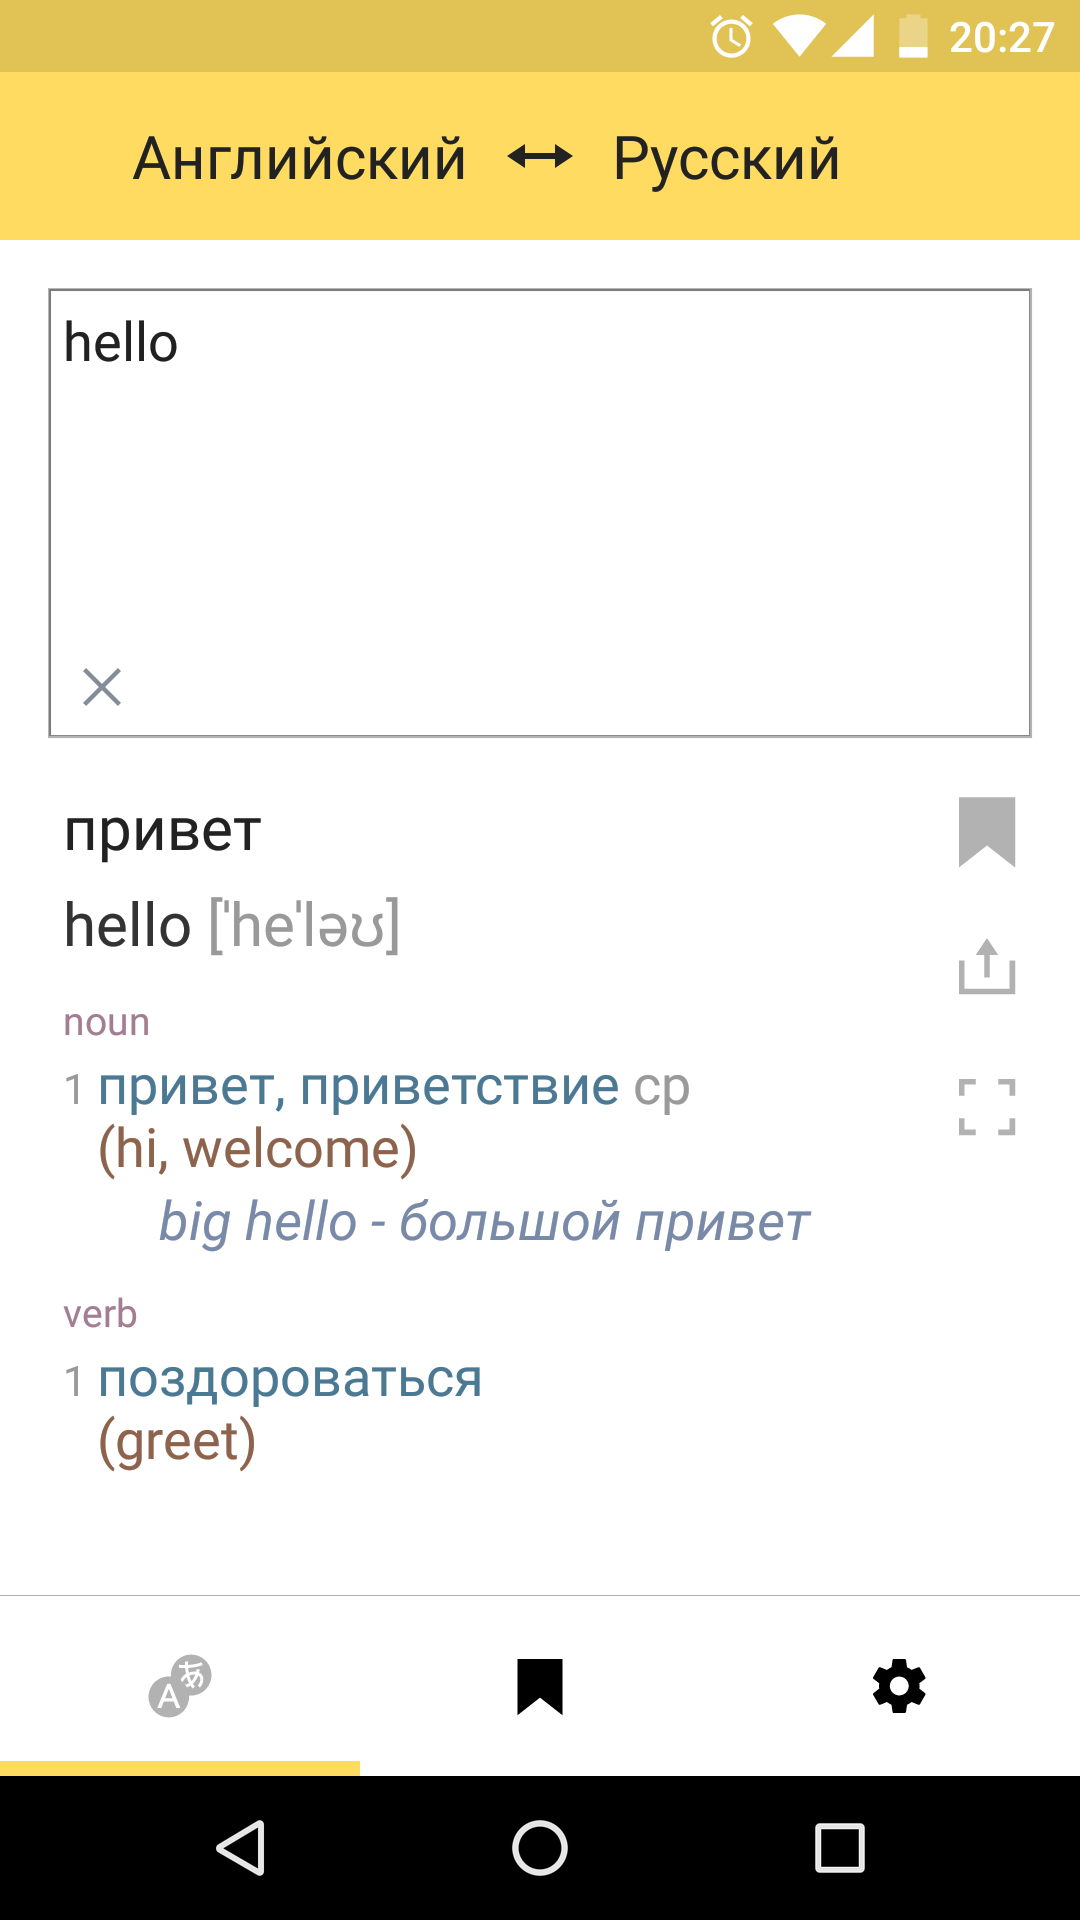 20:27
Английский Русский
hello
привет
hello ['he'ləʊ]
noun
1 привет, приветствие ср
(hi, welcome)
big hello - большой привет
verb
1 поздороваться
(greet)
A あ